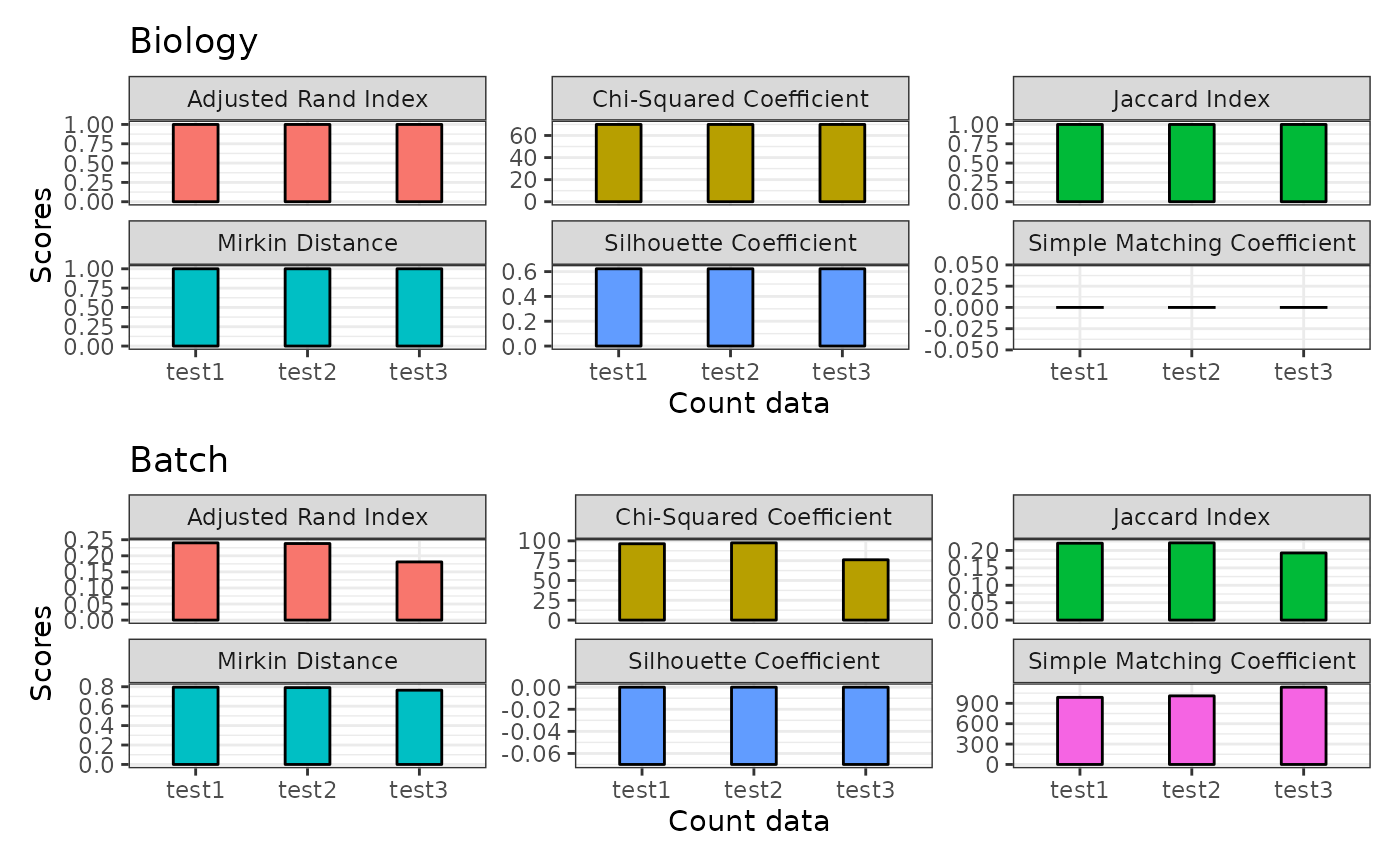 Biology
Adjusted Rand Index Chi-Squared Coefficient Jaccard Index
1.00 0.75 0.50 0.25 0.00
60 40 20 0
1.00 0.75 0.50 0.25 0.00
Scores
Mirkin Distance Silhouette Coefficient Simple Matching Coefficient
1.00 0.75 0.50 0.25 0.00
0.6 0.4 0.2 0.0
0.050 0.025 0.000 -0.025 -0.050
test1 test2 test3 test1 test2 test3 test1 test2 test3
Count data
Batch
Adjusted Rand Index Chi-Squared Coefficient Jaccard Index
0.25 0.20 0.15 0.10 0.05 0.00
100 75 50 25 0
0.20 0.15 0.10 0.05 0.00
Scores
Mirkin Distance Silhouette Coefficient Simple Matching Coefficient
0.8 0.6 0.4 0.2 0.0
0.00 -0.02 -0.04 -0.06
900 600 300 0
test1 test2 test3 test1 test2 test3 test1 test2 test3
Count data